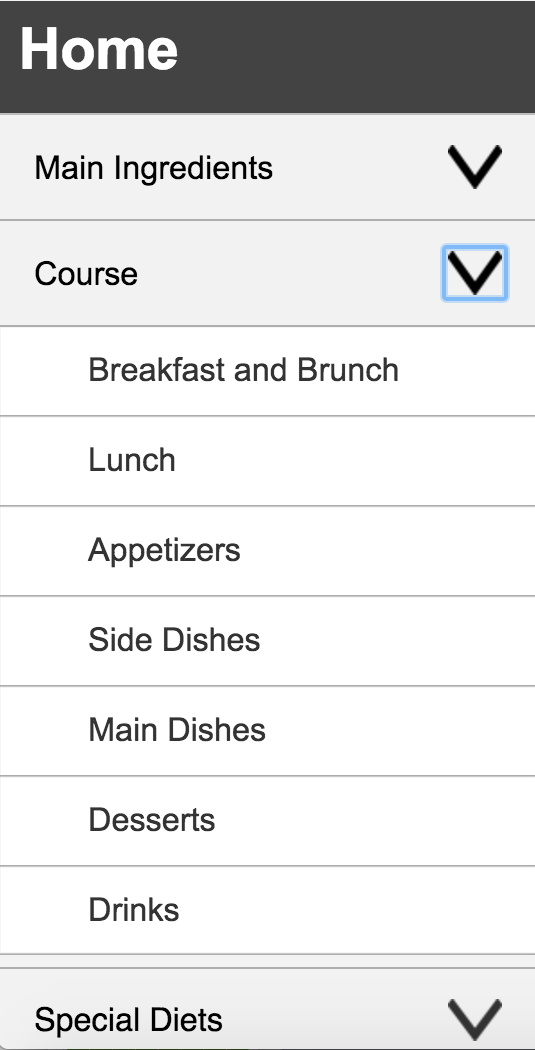 Home
Main Ingredients
Course
Breakfast and Brunch
Lunch
Appetizers
Side Dishes
Main Dishes
Desserts
Drinks
Special Diets